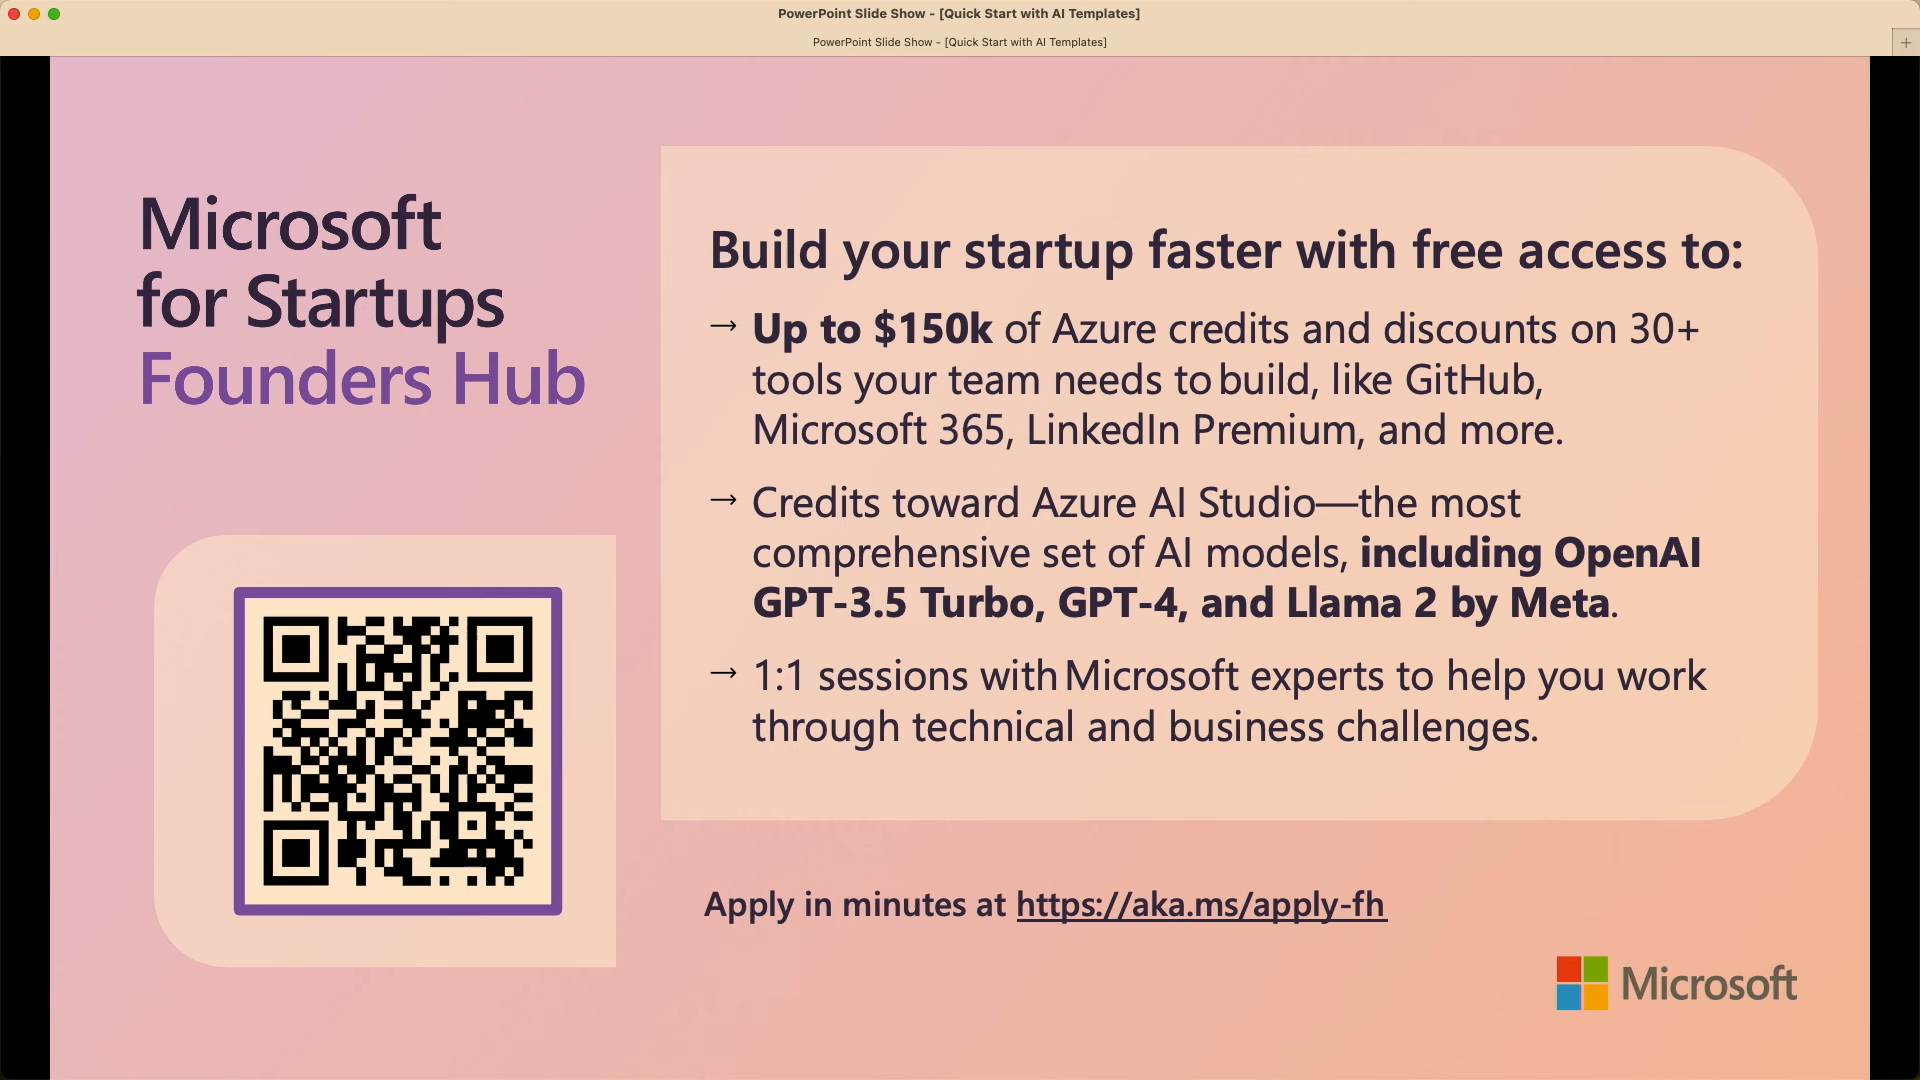 PowerPoint Slide Show - [Quick Start with AI Templates]
PowerPoint Slide Show - [Quick Start with AI Templates]
Microsoft
for Startups
Founders Hub
Build your startup faster with free access to:
→ Up to $150k of Azure credits and discounts on 30+
tools your team needs to build, like GitHub,
Microsoft 365, LinkedIn Premium, and more.
→ Credits toward Azure AI Studio—the most
comprehensive set of AI models, including OpenAI
GPT-3.5 Turbo, GPT-4, and Llama 2 by Meta.
→ 1:1 sessions with Microsoft experts to help you work
through technical and business challenges.
Apply in minutes at https://aka.ms/apply-fh
Microsoft